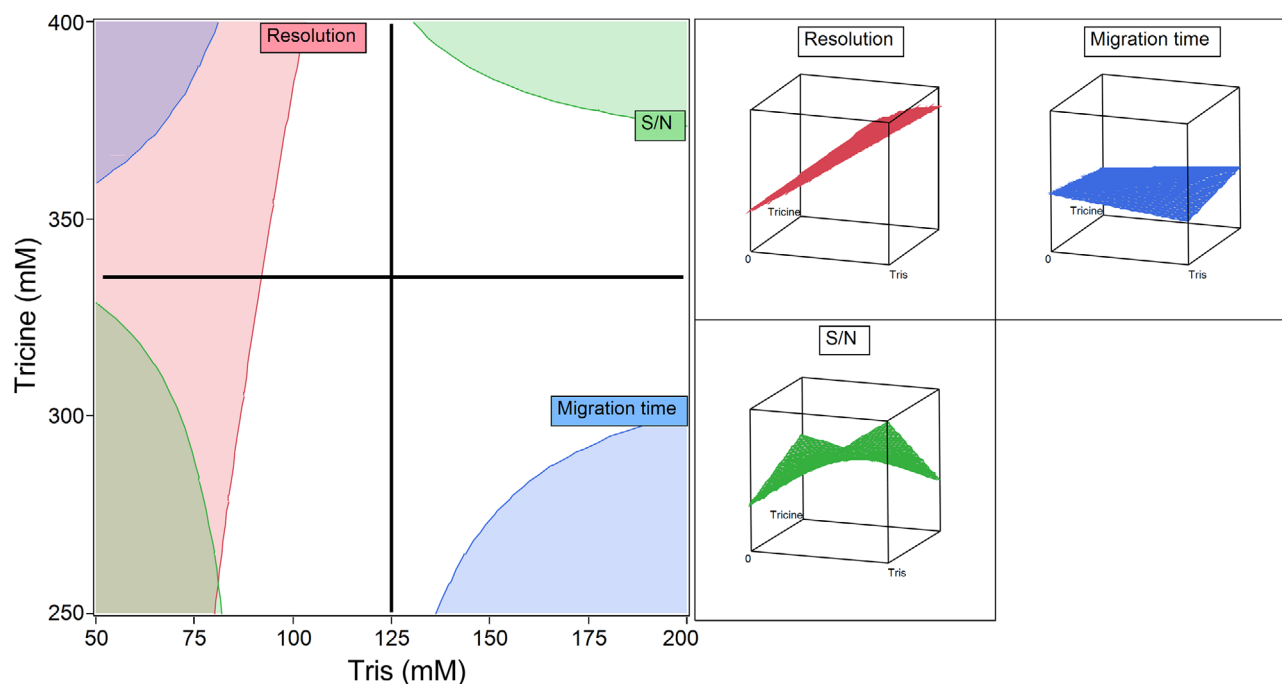 400
350
300
250
Tricine (mM)
50
75
100
125
150
175
200
Tris (mM)
Resolution
S/N
Migration time
Resolution
Tricine
0
Tris
Migration time
Tricine
0
Tris
S/N
Tricine
0
Tris